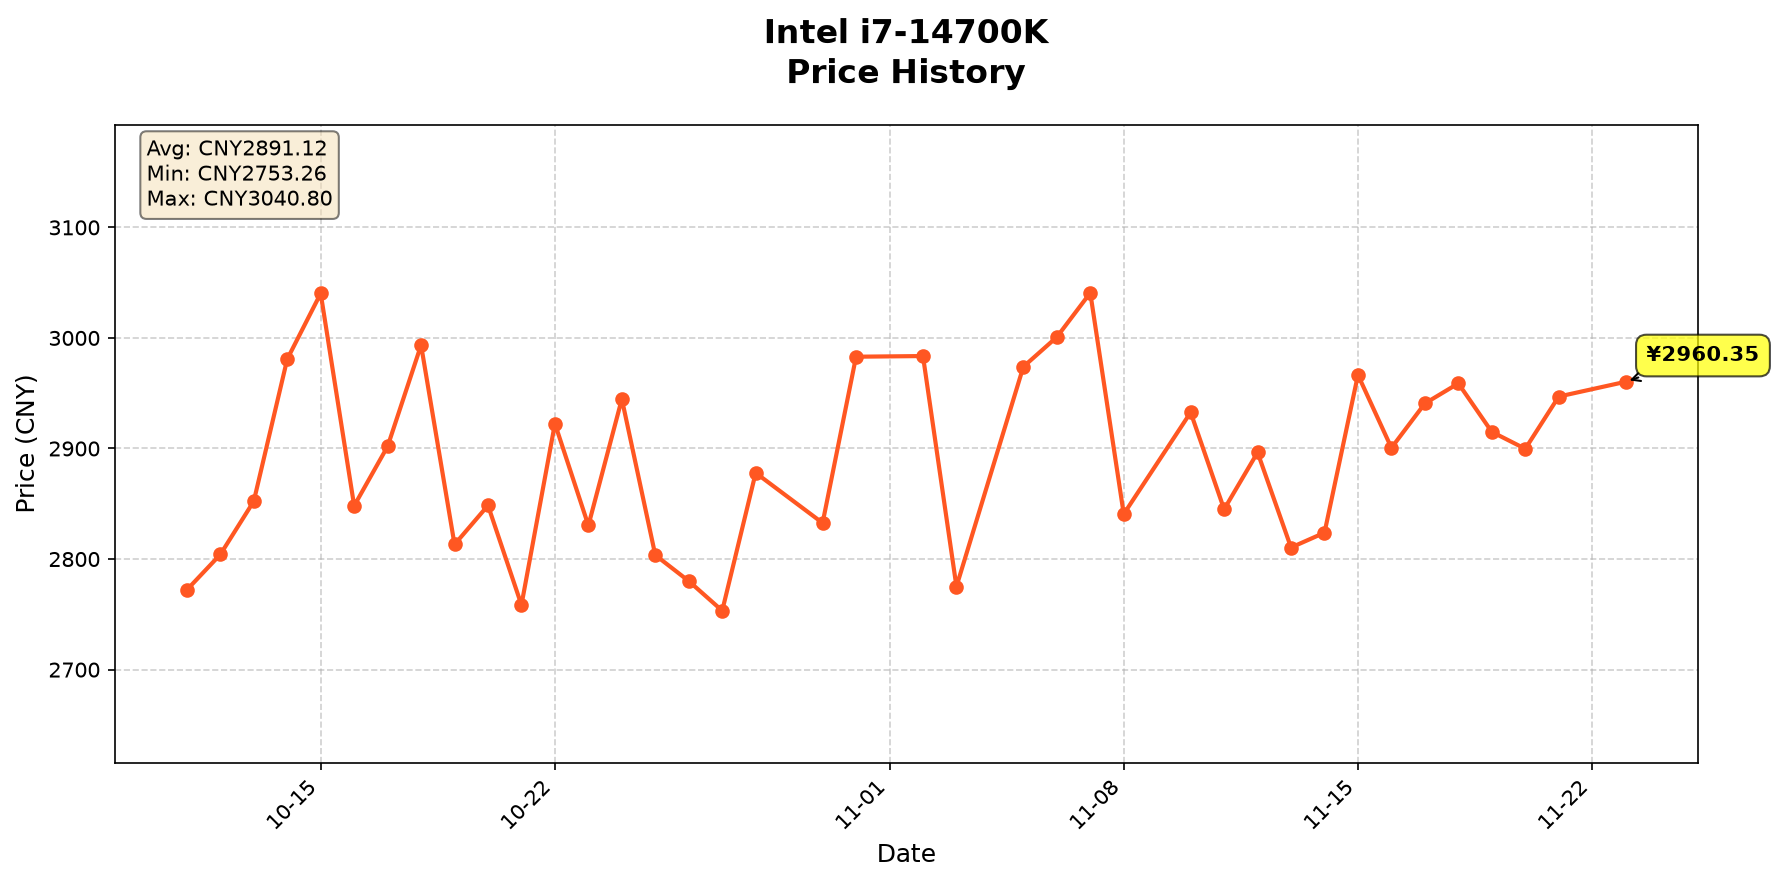 Intel i7-14700K
Price History
Avg: CNY2891.12
Min: CNY2753.26
Max: CNY3040.80
3100
3000
2900
2800
2700
Price (CNY)
¥2960.35
10-15
10-22
11-01
11-08
11-15
11-22
Date